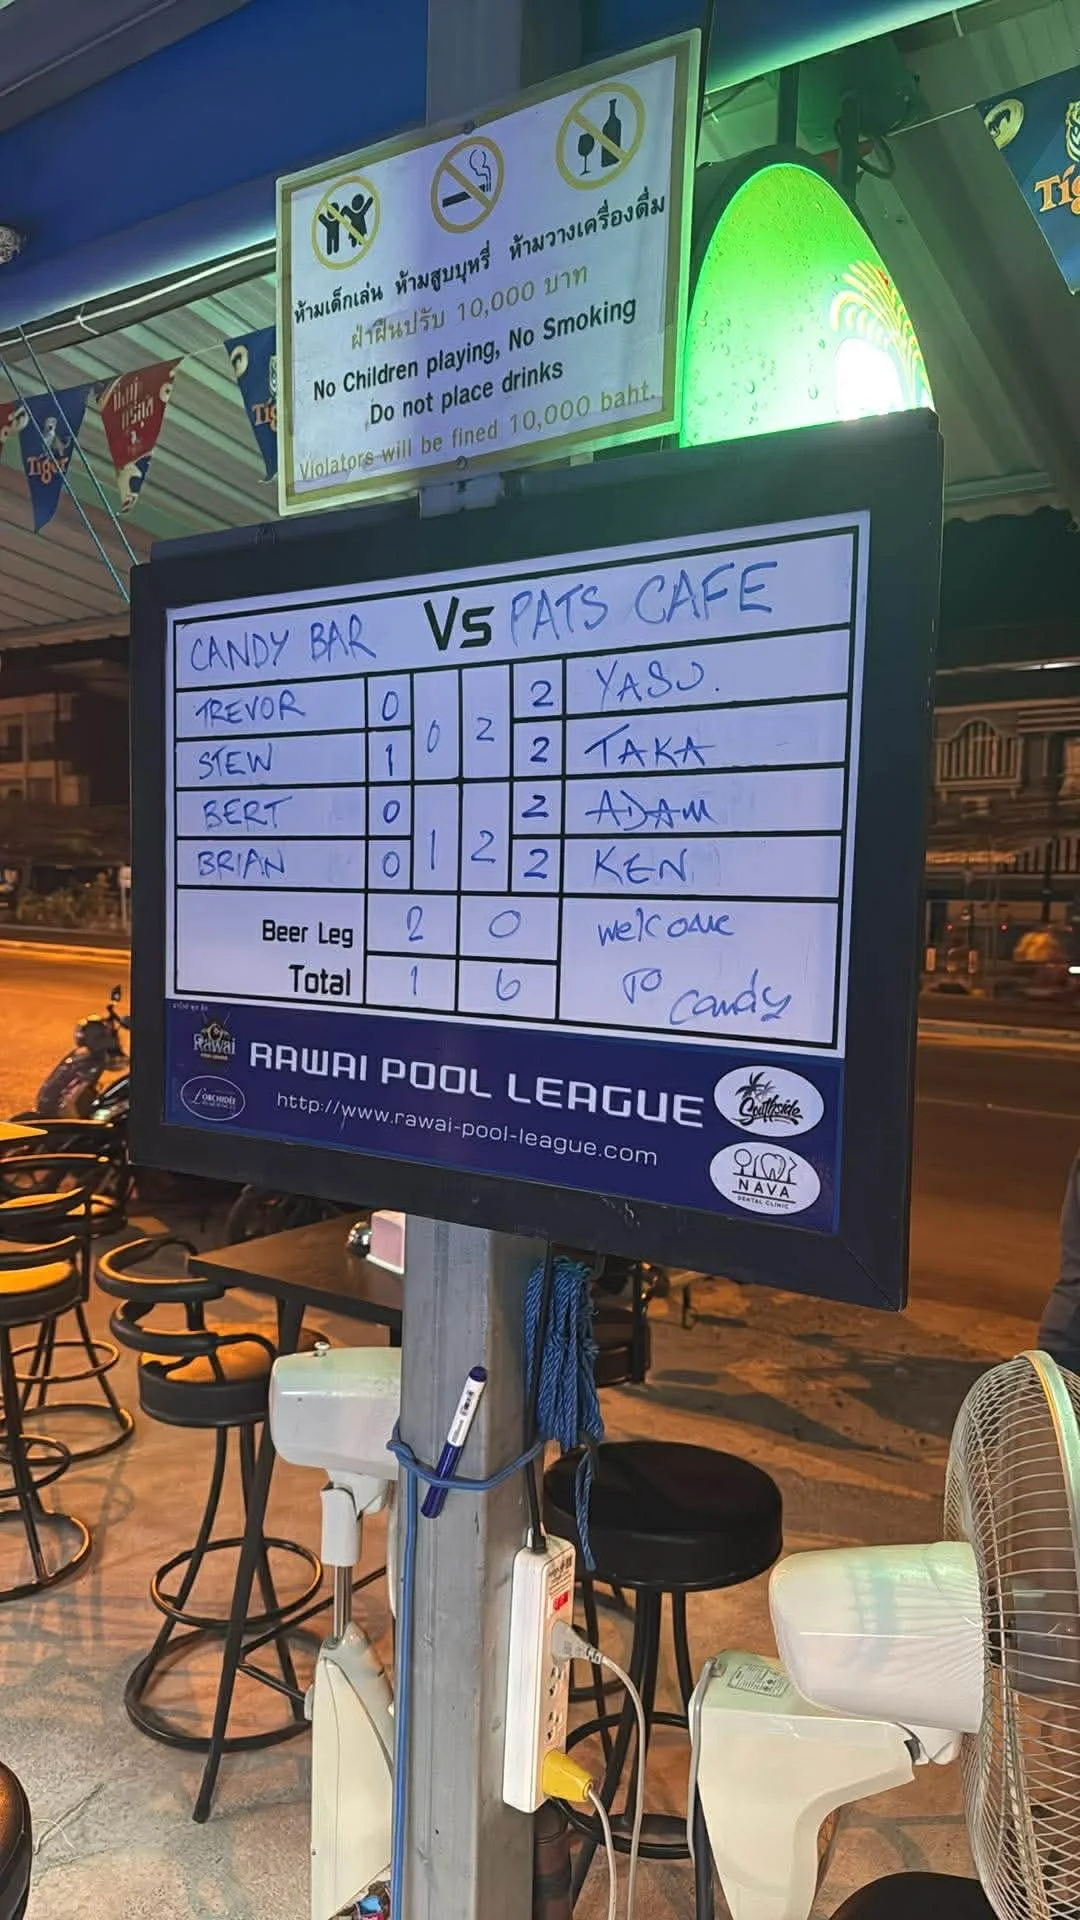 ห้ามเด็กเล่น ห้ามสูบบุหรี่ ห้ามวางเครื่องดื่ม
ฝ่าฝืนปรับ 10,000 บาท
No Children playing, No Smoking
Do not place drinks
Violators will be fined 10,000 baht.
Tiger
Tig
Tig
CANDY BAR Vs PATS CAFE
TREVOR 0 2 YASU.
0 2
STEW 1 2 TAKA
BERT 0 2 ADAM
1 2
BRIAN 0 2 KEN
Beer Leg 2 0 welcome
Total 1 6 TO candy
Rawai
RAWAI POOL LEAGUE
http://www.rawai-pool-league.com
L'ORCHIDÉE
Southside
NAVA
DENTAL CLINIC